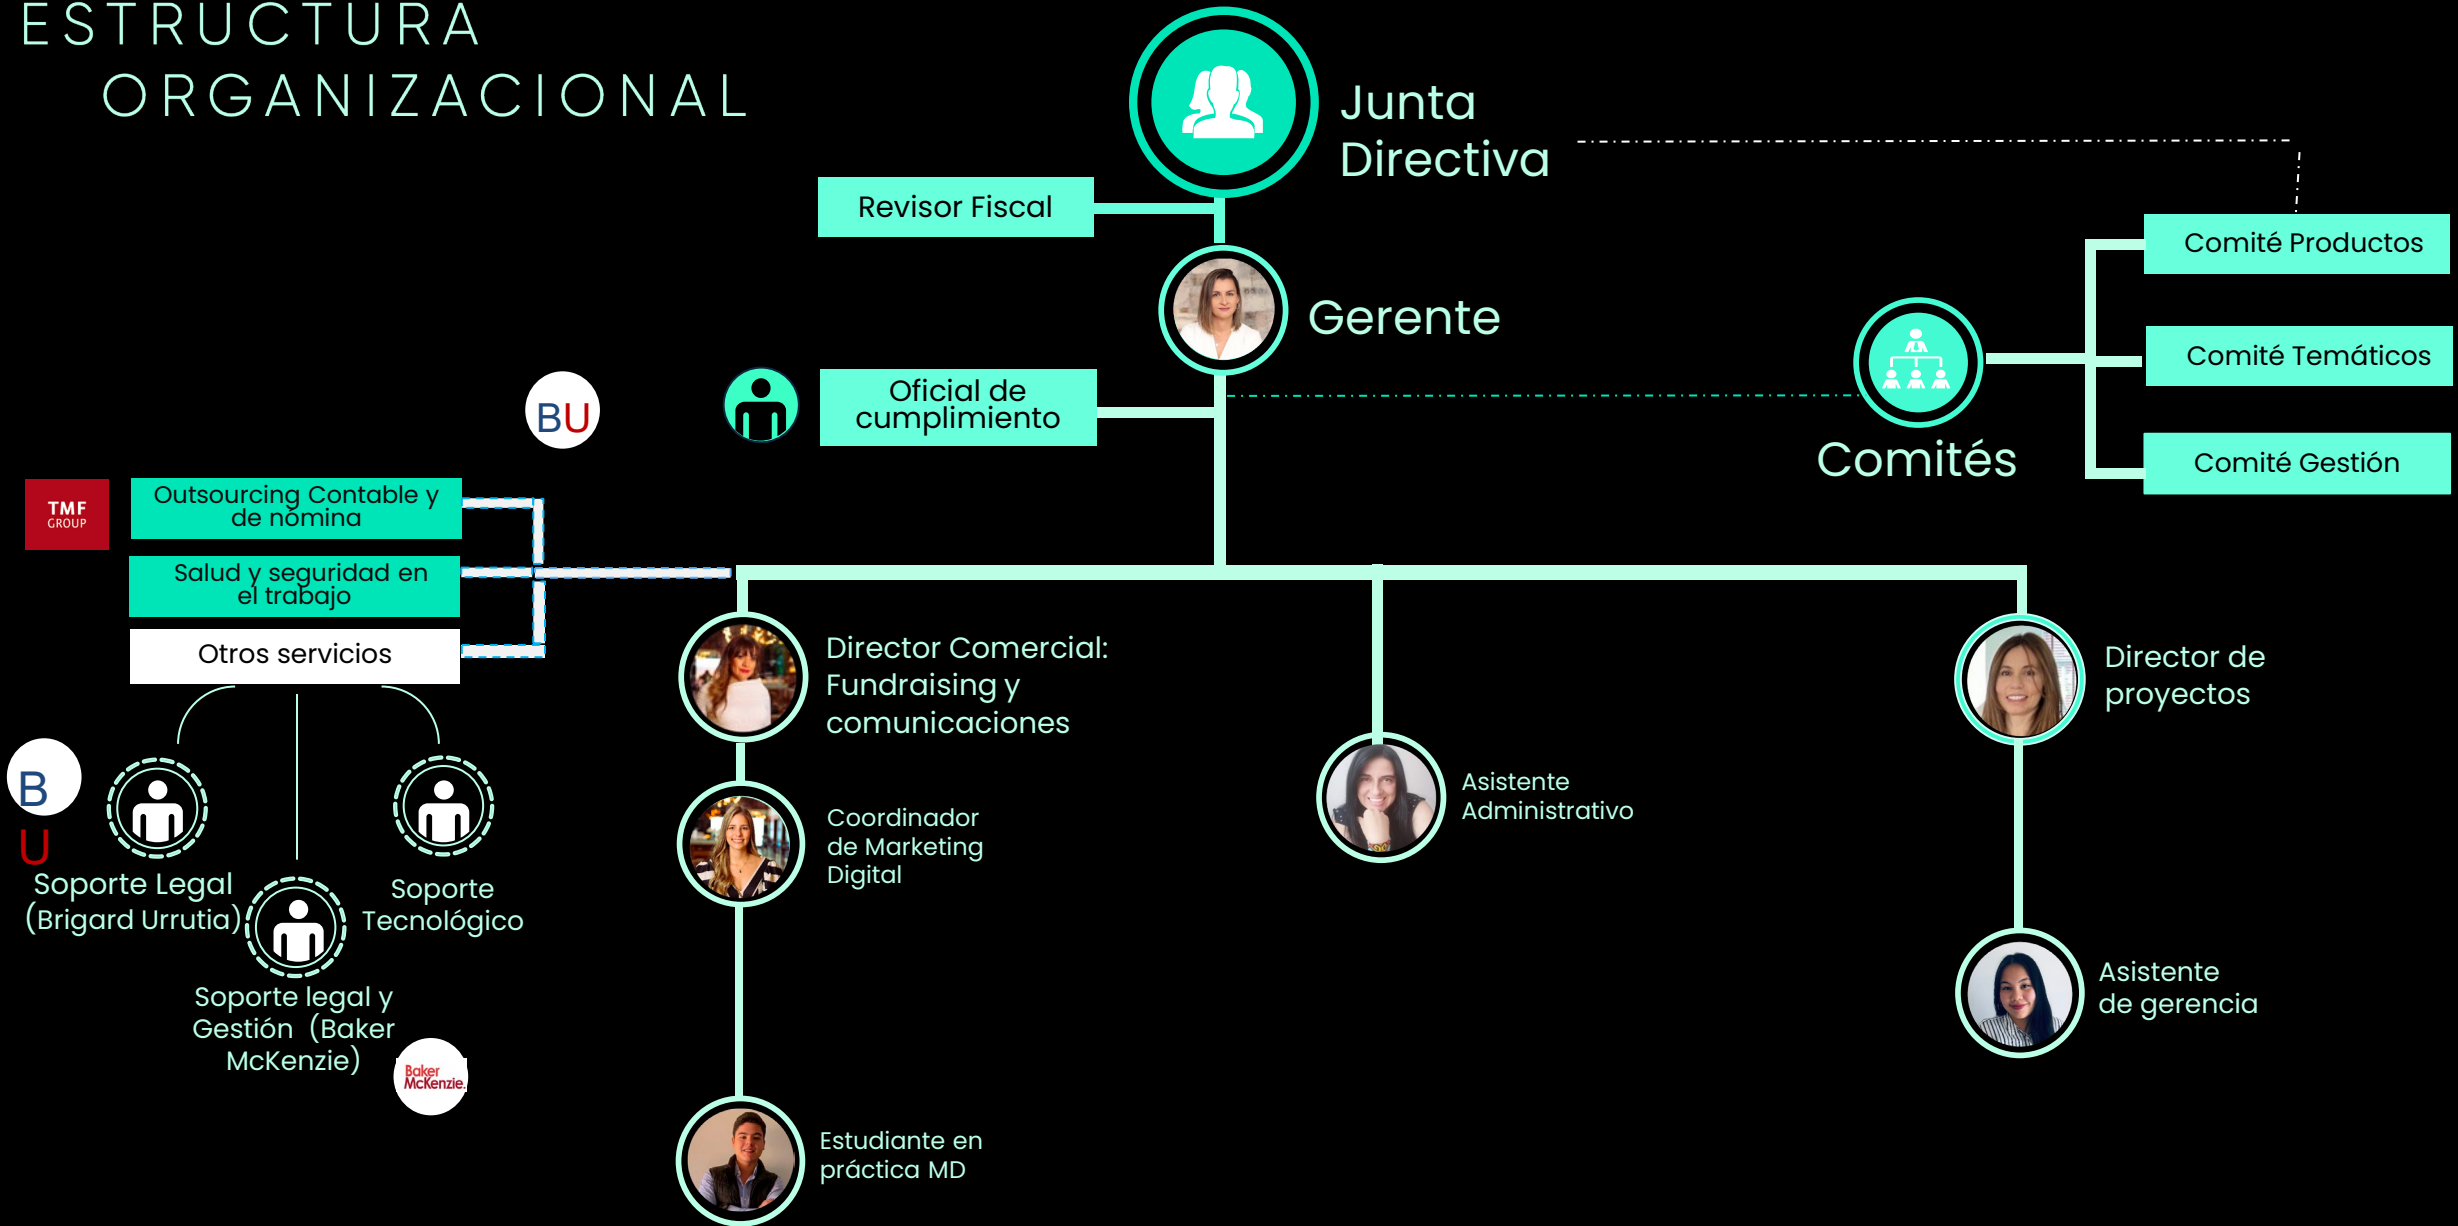 ESTRUCTURA
ORGANIZACIONAL
Junta
Directiva
Revisor Fiscal
Gerente
Comité Productos
Comité Temáticos
Comité Gestión
Comités
BU
Oficial de
cumplimiento
TMF
GROUP
Outsourcing Contable y
de nómina
Salud y seguridad en
el trabajo
Otros servicios
B
U
Soporte Legal
(Brigard Urrutia)
Soporte
Tecnológico
Soporte legal y
Gestión (Baker
McKenzie)
Baker
McKenzie.
Director Comercial:
Fundraising y
comunicaciones
Coordinador
de Marketing
Digital
Estudiante en
práctica MD
Asistente
Administrativo
Director de
proyectos
Asistente
de gerencia